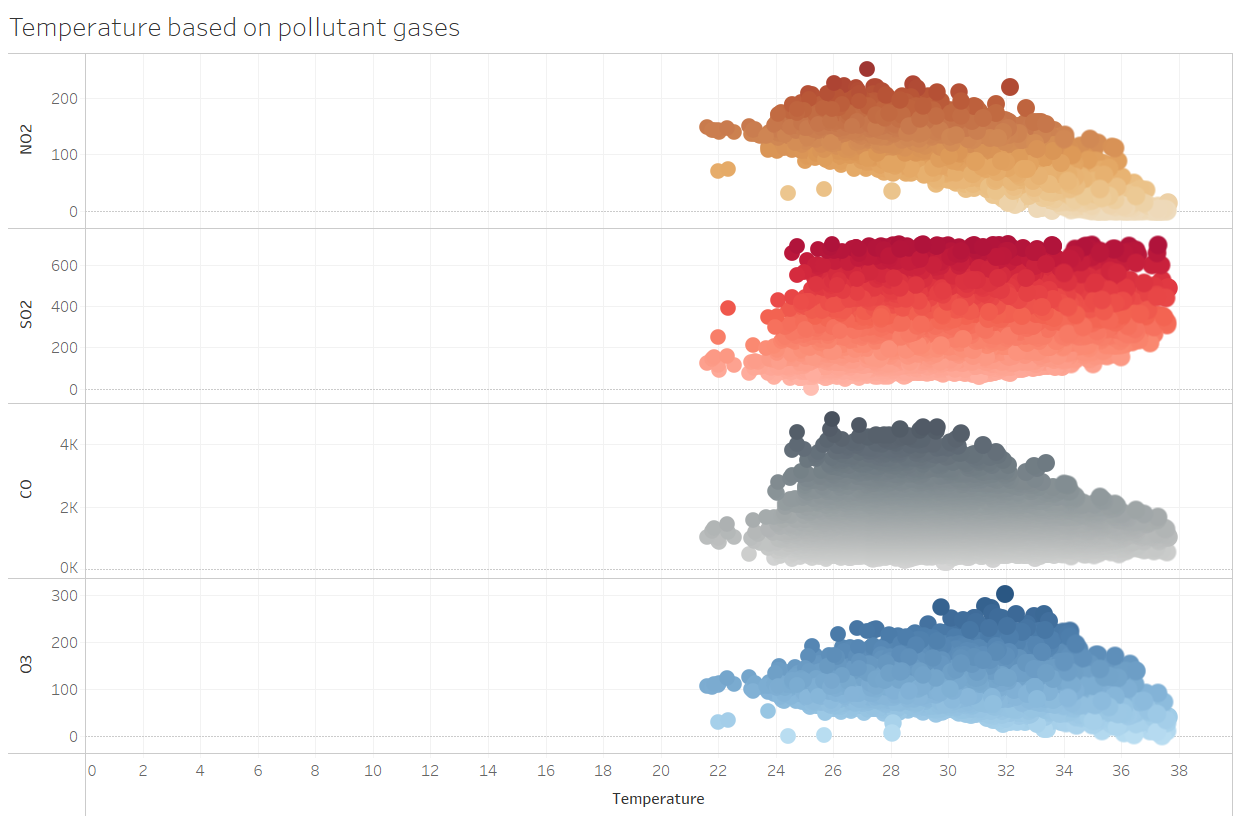 Temperature based on pollutant gases
NO2
200
100
0
SO2
600
400
200
0
CO
4K
2K
0K
O3
300
200
100
0
0 2 4 6 8 10 12 14 16 18 20 22 24 26 28 30 32 34 36 38
Temperature